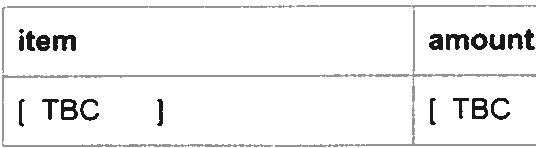 item amount
[ TBC ] [ TBC